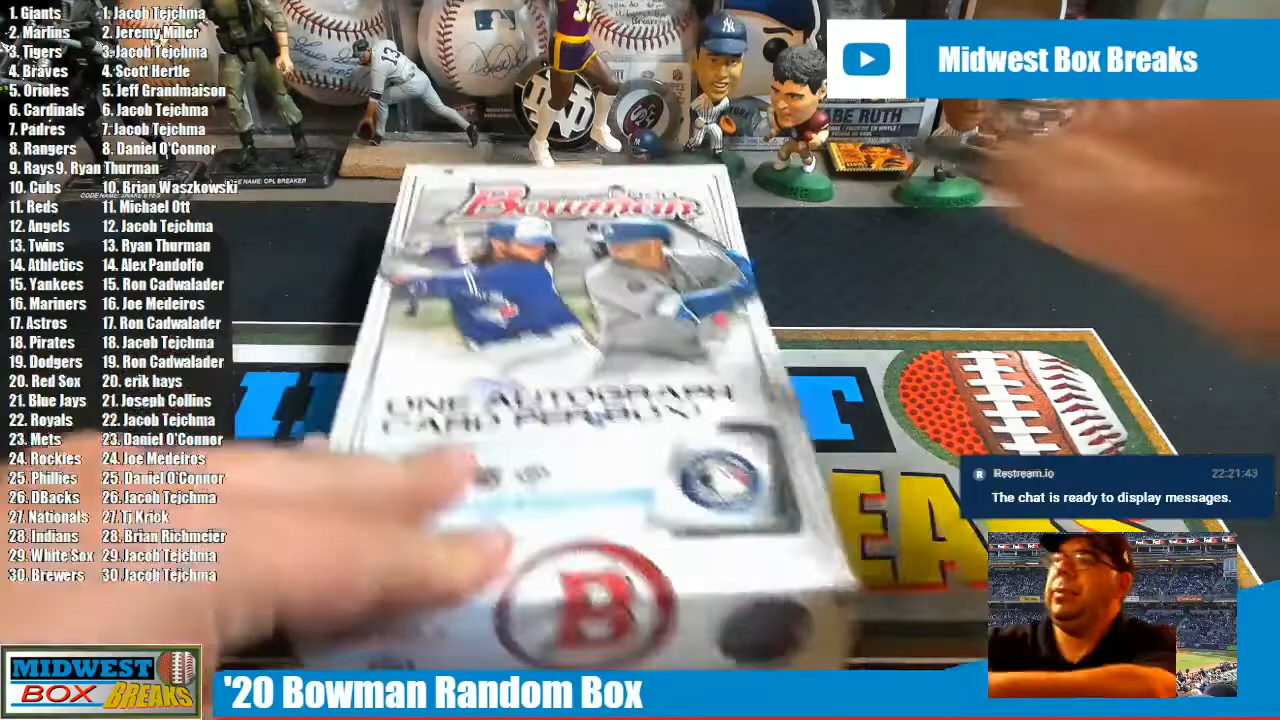 1. Giants 1. Jacob Tejchma
2. Marlins 2. Jeremy Miller
3. Tigers 3. Jacob Tejchma
4. Braves 4. Scott Hertle
5. Orioles 5. Jeff Grandmaison
6. Cardinals 6. Jacob Tejchma
7. Padres 7. Jacob Tejchma
8. Rangers 8. Daniel O'Connor
9. Rays 9. Ryan Thurman
10. Cubs 10. Brian Waszkowski
11. Reds 11. Michael Ott
12. Angels 12. Jacob Tejchma
13. Twins 13. Ryan Thurman
14. Athletics 14. Alex Pandolfo
15. Yankees 15. Ron Cadwalader
16. Mariners 16. Joe Medeiros
17. Astros 17. Ron Cadwalader
18. Pirates 18. Jacob Tejchma
19. Dodgers 19. Ron Cadwalader
20. Red Sox 20. erik hays
21. Blue Jays 21. Joseph Collins
22. Royals 22. Jacob Tejchma
23. Mets 23. Daniel O'Connor
24. Rockies 24. Joe Medeiros
25. Phillies 25. Daniel O'Connor
26. DBacks 26. Jacob Tejchma
27. Nationals 27. Tj Krick
28. Indians 28. Brian Richmeier
29. White Sox 29. Jacob Tejchma
30. Brewers 30 Jacob Tejchma
Midwest Box Breaks
BABE RUTH
Bowman
ONE AUTOGRAPH
CARD PER BOX!
B
EA
Restream.io 22:21:43
The chat is ready to display messages.
MIDWEST
BOX BREAKS
'20 Bowman Random Box